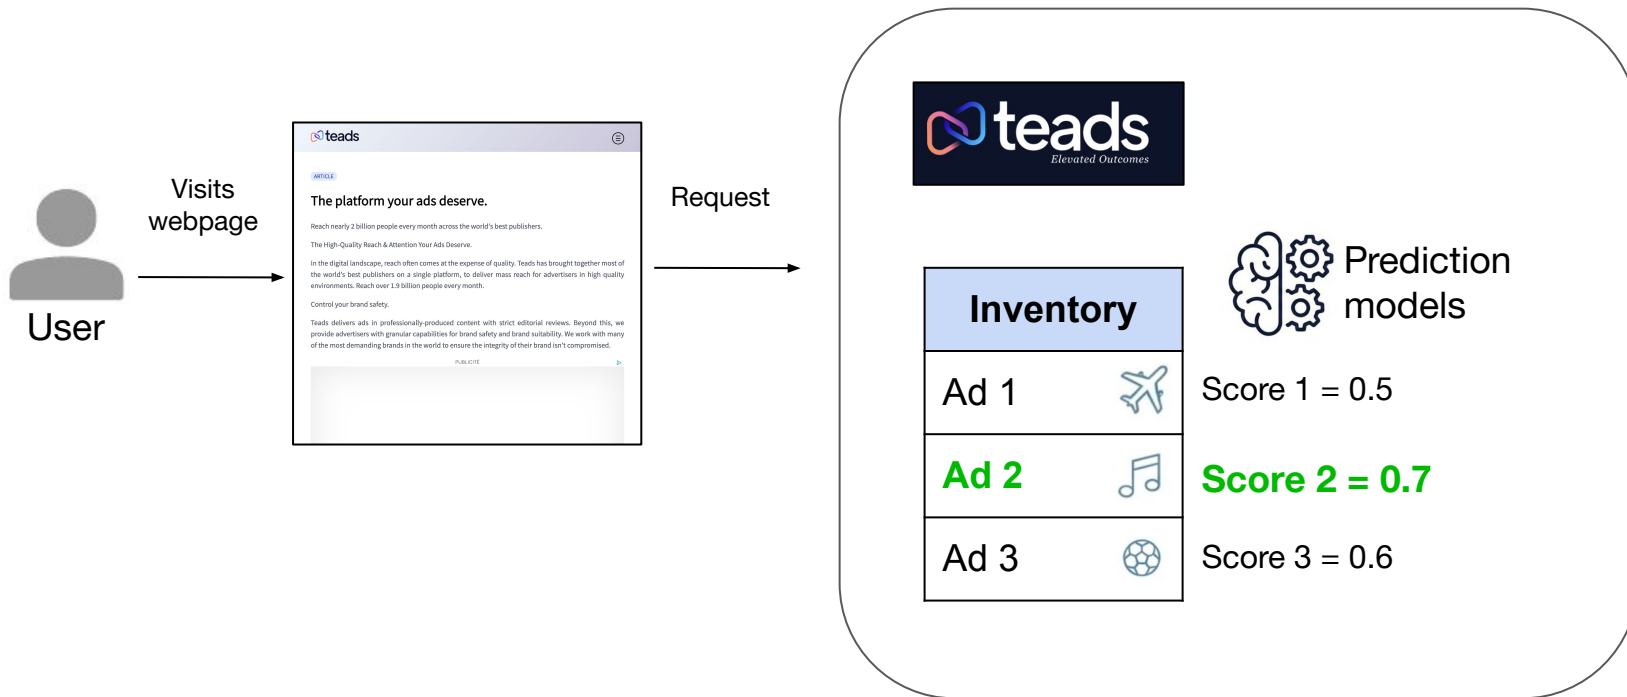 User
Visits
webpage
teads
ARTICLE
The platform your ads deserve.
Reach nearly 2 billion people every month across the world's best publishers.
The High-Quality Reach & Attention Your Ads Deserve.
In the digital landscape, reach often comes at the expense of quality. Teads has brought together most of
the world's best publishers on a single platform, to deliver mass reach for advertisers in high quality
environments. Reach over 1.9 billion people every month.
Control your brand safety.
Teads delivers ads in professionally-produced content with strict editorial reviews. Beyond this, we
provide advertisers with granular capabilities for brand safety and brand suitability. We work with many
of the most demanding brands in the world to ensure the integrity of their brand isn't compromised.
PUBLICITÉ
Request
teads
Elevated Outcomes
Prediction
models
Inventory
Ad 1
Score 1 = 0.5
Ad 2
Score 2 = 0.7
Ad 3
Score 3 = 0.6